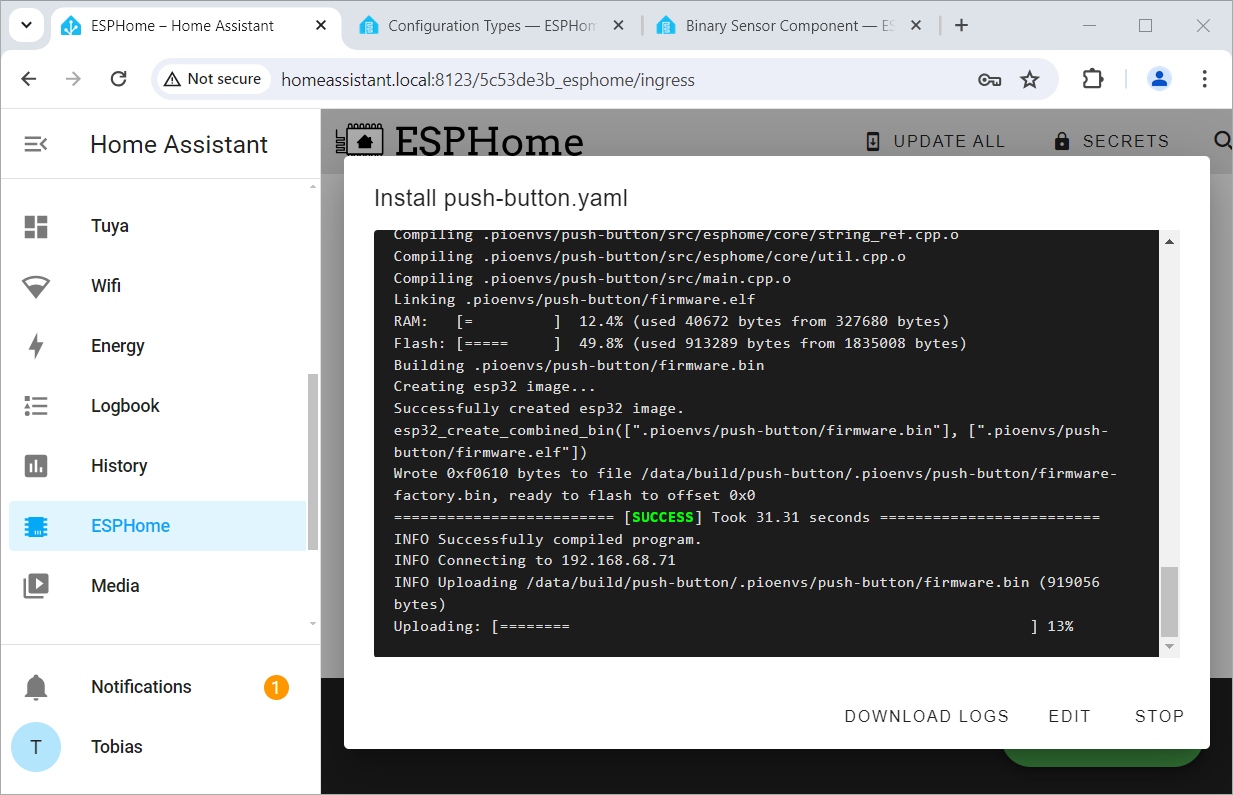 ESPHome – Home Assistant
Configuration Types — ESPHom
Binary Sensor Component — ES
Not secure
homeassistant.local:8123/5c53de3b_esphome/ingress
Home Assistant
Tuya
Wifi
Energy
Logbook
History
ESPHome
Media
Notifications
1
T
Tobias
ESPHome
UPDATE ALL
SECRETS
Install push-button.yaml
Compiling .pioenvs/push-button/src/esphome/core/string_ref.cpp.o
Compiling .pioenvs/push-button/src/esphome/core/util.cpp.o
Compiling .pioenvs/push-button/src/main.cpp.o
Linking .pioenvs/push-button/firmware.elf
RAM:   [=         ]  12.4% (used 40672 bytes from 327680 bytes)
Flash: [=====     ]  49.8% (used 913289 bytes from 1835008 bytes)
Building .pioenvs/push-button/firmware.bin
Creating esp32 image...
Successfully created esp32 image.
esp32_create_combined_bin([".pioenvs/push-button/firmware.bin"], [".pioenvs/push-
button/firmware.elf"])
Wrote 0xf0610 bytes to file /data/build/push-button/.pioenvs/push-button/firmware-
factory.bin, ready to flash to offset 0x0
========================= [SUCCESS] Took 31.31 seconds =========================
INFO Successfully compiled program.
INFO Connecting to 192.168.68.71
INFO Uploading /data/build/push-button/.pioenvs/push-button/firmware.bin (919056
bytes)
Uploading: [========                                                    ] 13%
DOWNLOAD LOGS
EDIT
STOP